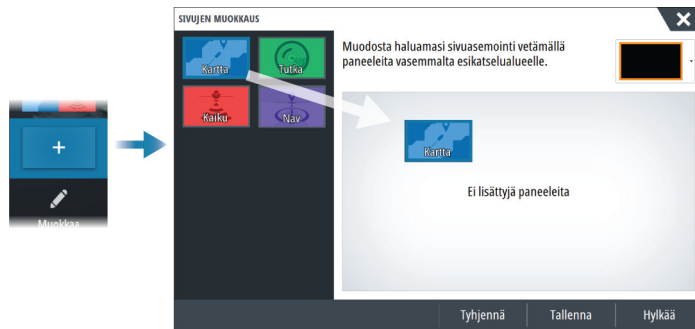 SIVUJEN MUOKKAUS
Kartta
Tutka
Kaiku
Nav
Muodosta haluamasi sivuasemointi vetämällä
paneeleita vasemmalta esikatselualueelle.
Kartta
Ei lisättyjä paneeleita
Muokkaa
Tyhjennä
Tallenna
Hylkää